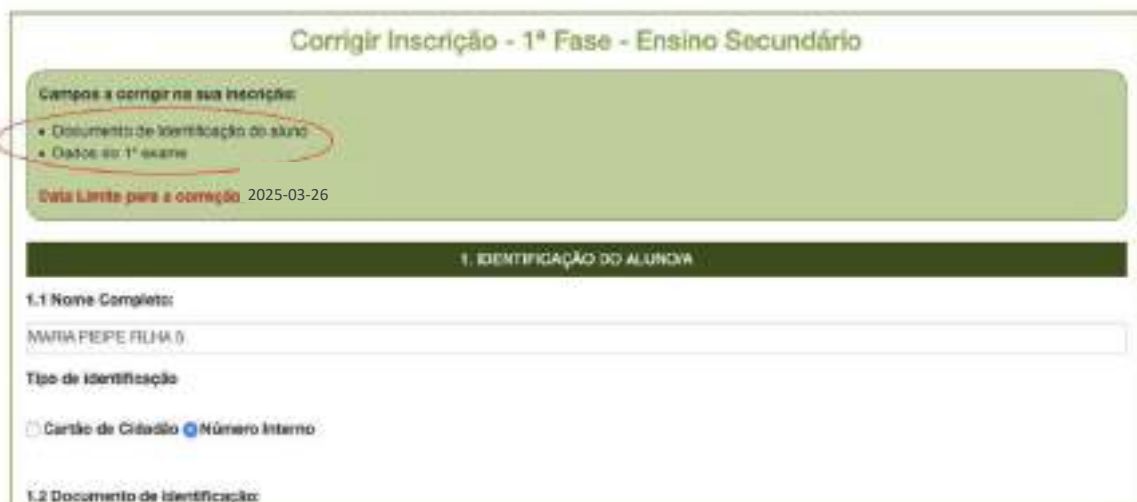 Corrigir Inscrição - 1ª Fase - Ensino Secundário
Campos a corrigir na sua inscrição:
• Documento de identificação do aluno
• Dados do 1º exame
Data Limite para a correção 2025-03-26
1. IDENTIFICAÇÃO DO ALUNO/A
1.1 Nome Completo:
MARIA FILHA
Tipo de identificação
Cartão de Cidadão Número Interno
1.2 Documento de identificação: